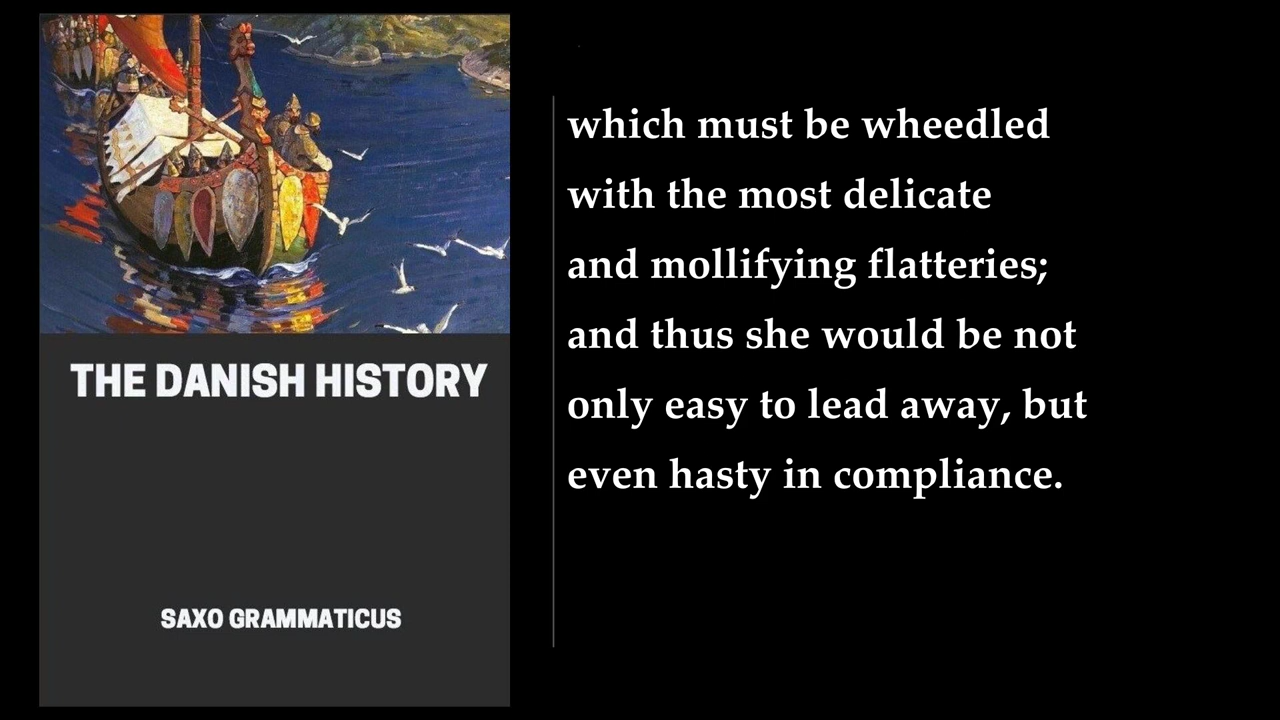 THE DANISH HISTORY
SAXO GRAMMATICUS
which must be wheedled
with the most delicate
and mollifying flatteries;
and thus she would be not
only easy to lead away, but
even hasty in compliance.